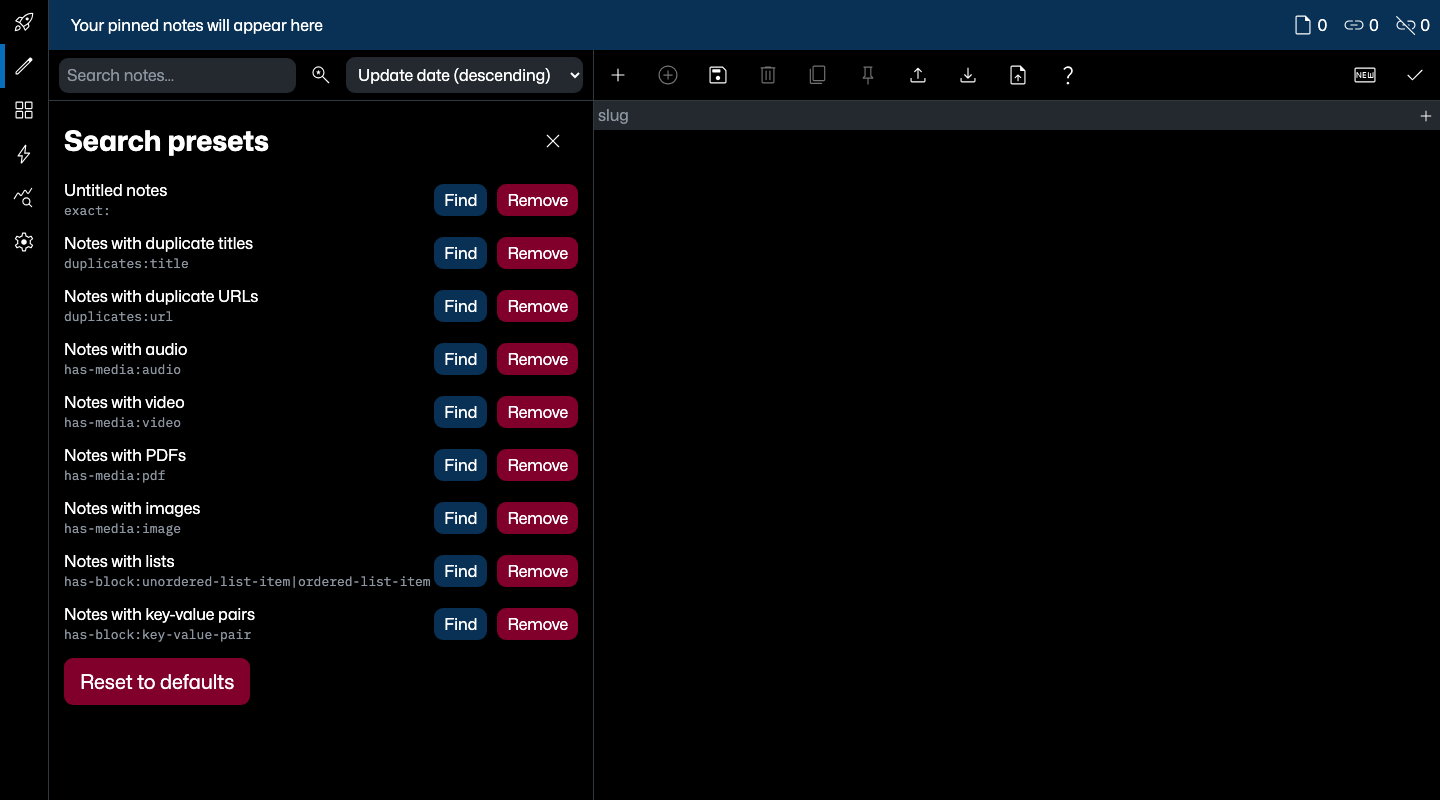 Your pinned notes will appear here
0
0
0
Search notes...
Update date (descending)
NEW
slug
Search presets
Untitled notes
exact:
Find
Remove
Notes with duplicate titles
duplicates:title
Find
Remove
Notes with duplicate URLs
duplicates:url
Find
Remove
Notes with audio
has-media:audio
Find
Remove
Notes with video
has-media:video
Find
Remove
Notes with PDFs
has-media:pdf
Find
Remove
Notes with images
has-media:image
Find
Remove
Notes with lists
has-block:unordered-list-item|ordered-list-item
Find
Remove
Notes with key-value pairs
has-block:key-value-pair
Find
Remove
Reset to defaults